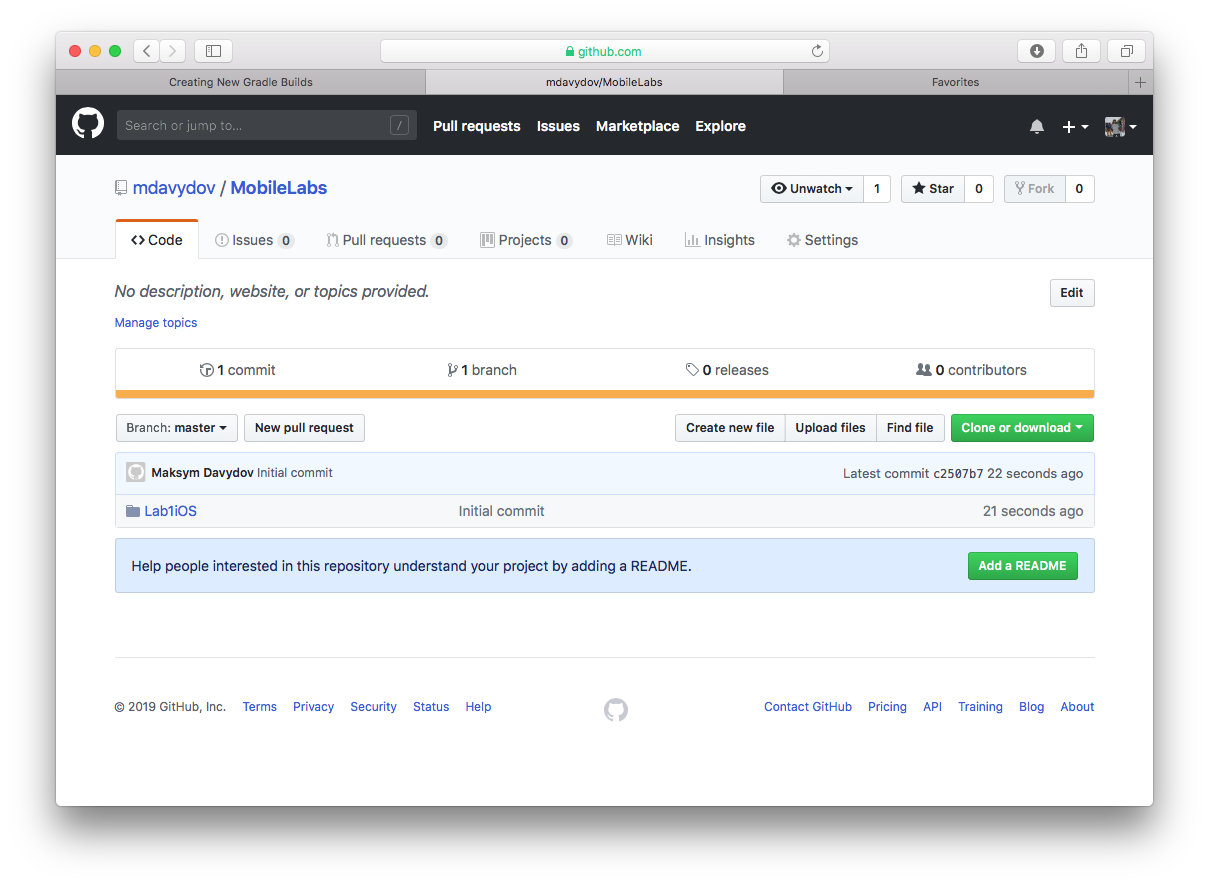 github.com
Creating New Gradle Builds mdavydov/MobileLabs Favorites
Search or jump to... / Pull requests Issues Marketplace Explore
mdavydov / MobileLabs Unwatch 1 Star 0 Fork 0
Code Issues 0 Pull requests 0 Projects 0 Wiki Insights Settings
No description, website, or topics provided. Edit
Manage topics
1 commit 1 branch 0 releases 0 contributors
Branch: master New pull request Create new file Upload files Find file Clone or download
Maksym Davydov Initial commit Latest commit c2507b7 22 seconds ago
Lab1iOS Initial commit 21 seconds ago
Help people interested in this repository understand your project by adding a README. Add a README
© 2019 GitHub, Inc. Terms Privacy Security Status Help Contact GitHub Pricing API Training Blog About